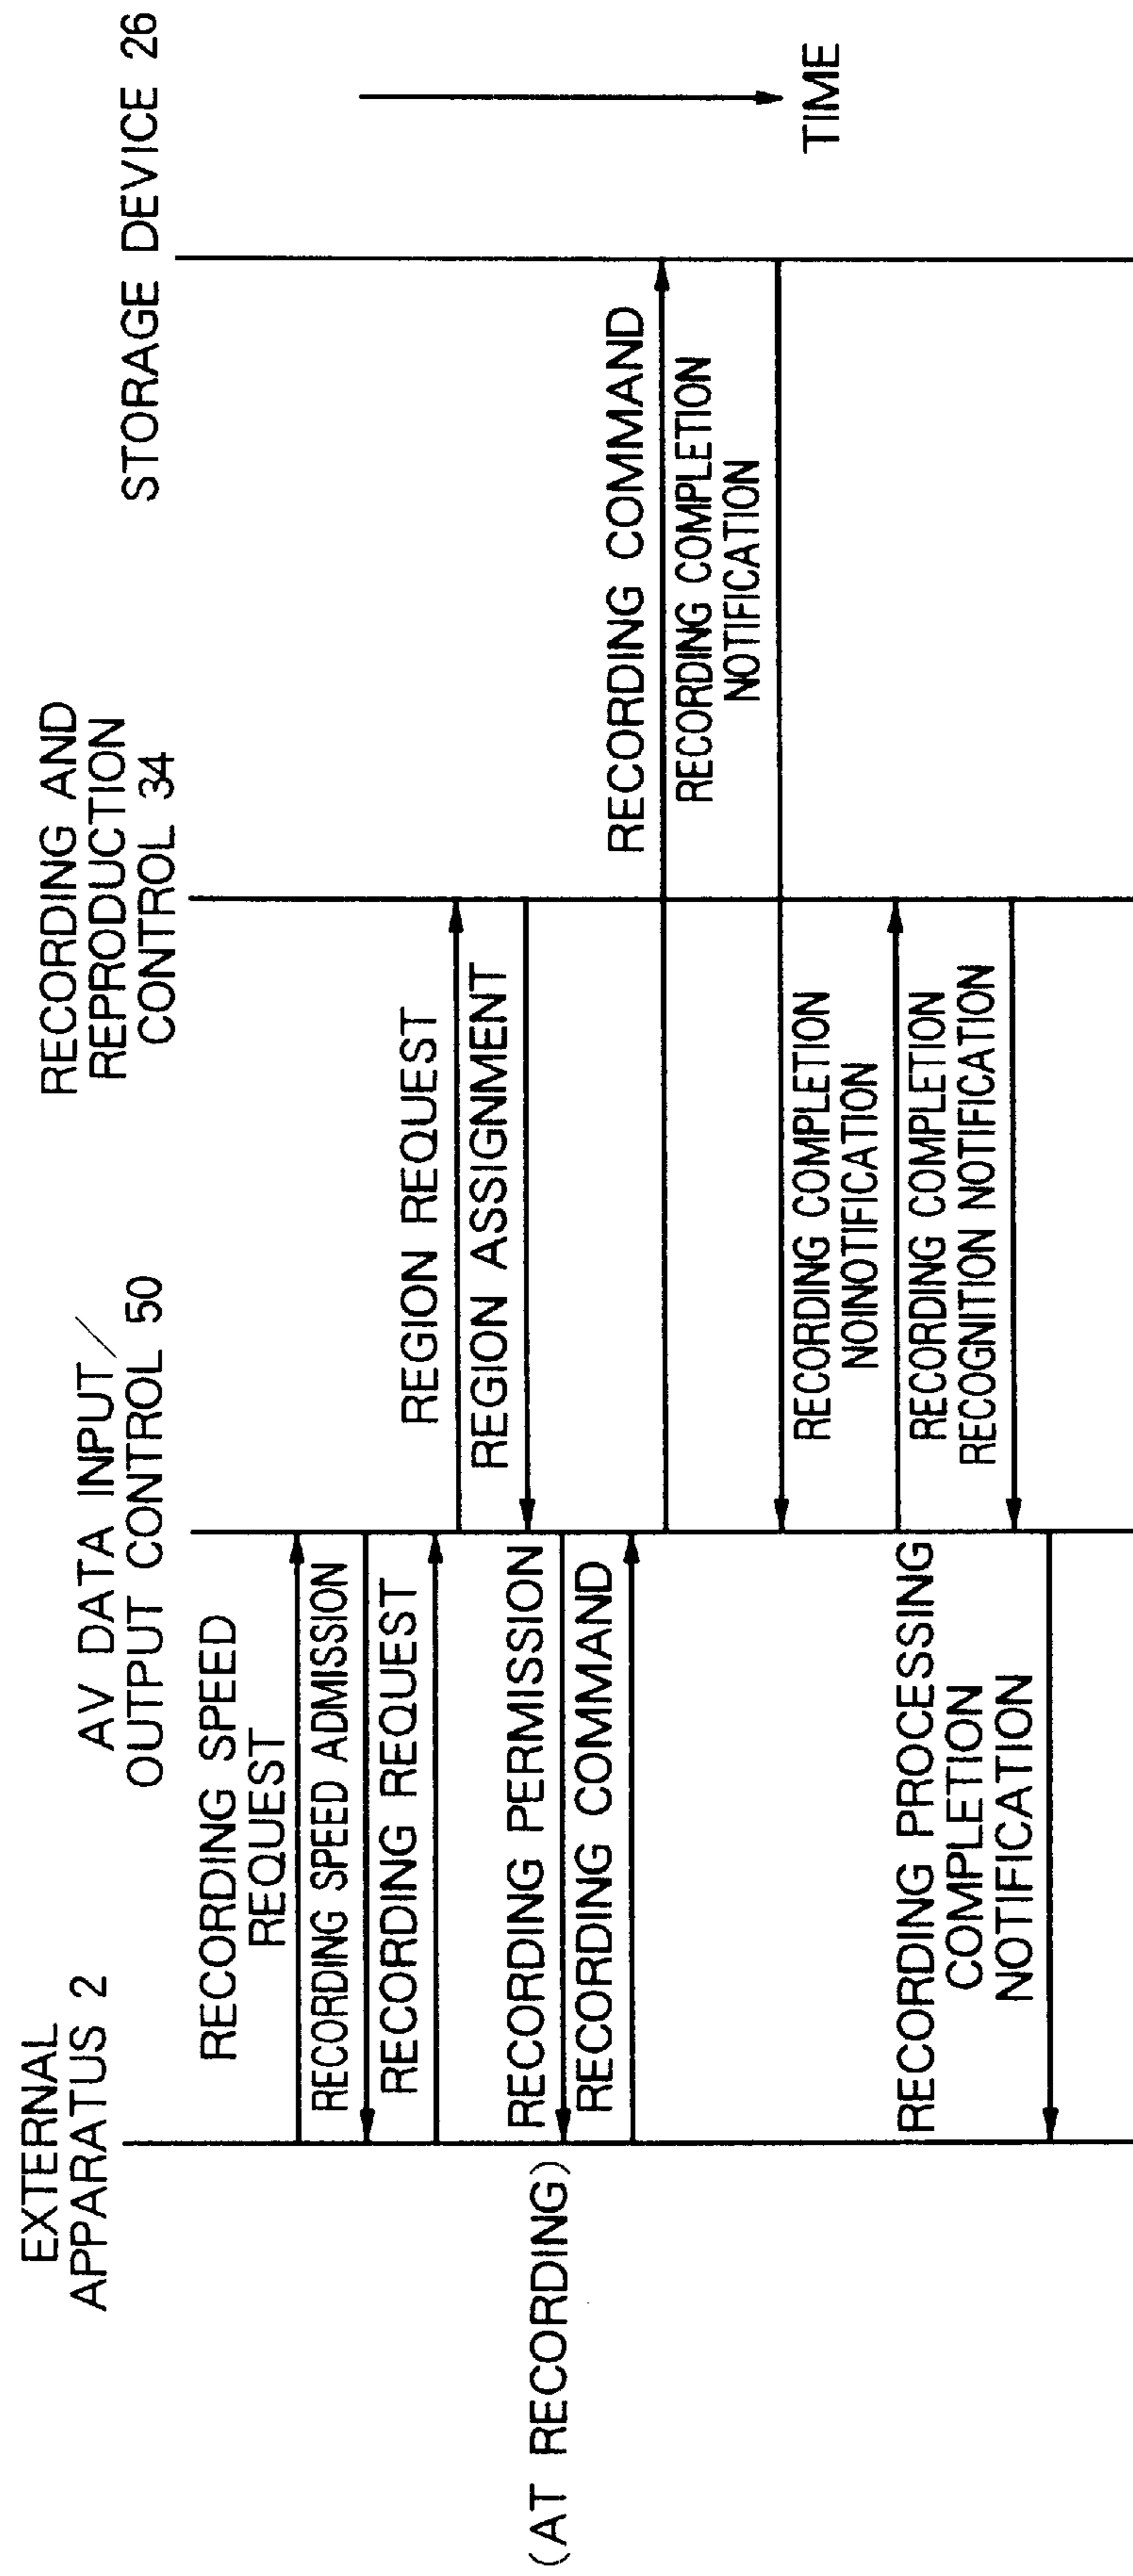 EXTERNAL
APPARATUS 2
AV DATA INPUT/
OUTPUT CONTROL 50
RECORDING AND
REPRODUCTION
CONTROL 34
STORAGE DEVICE 26
(AT RECORDING)
RECORDING SPEED
REQUEST
RECORDING SPEED ADMISSION
RECORDING REQUEST
REGION REQUEST
REGION ASSIGNMENT
RECORDING PERMISSION
RECORDING COMMAND
RECORDING COMMAND
RECORDING COMPLETION
NOTIFICATION
RECORDING COMPLETION
NOINOTIFICATION
RECORDING COMPLETION
RECOGNITION NOTIFICATION
RECORDING PROCESSING
COMPLETION
NOTIFICATION
TIME